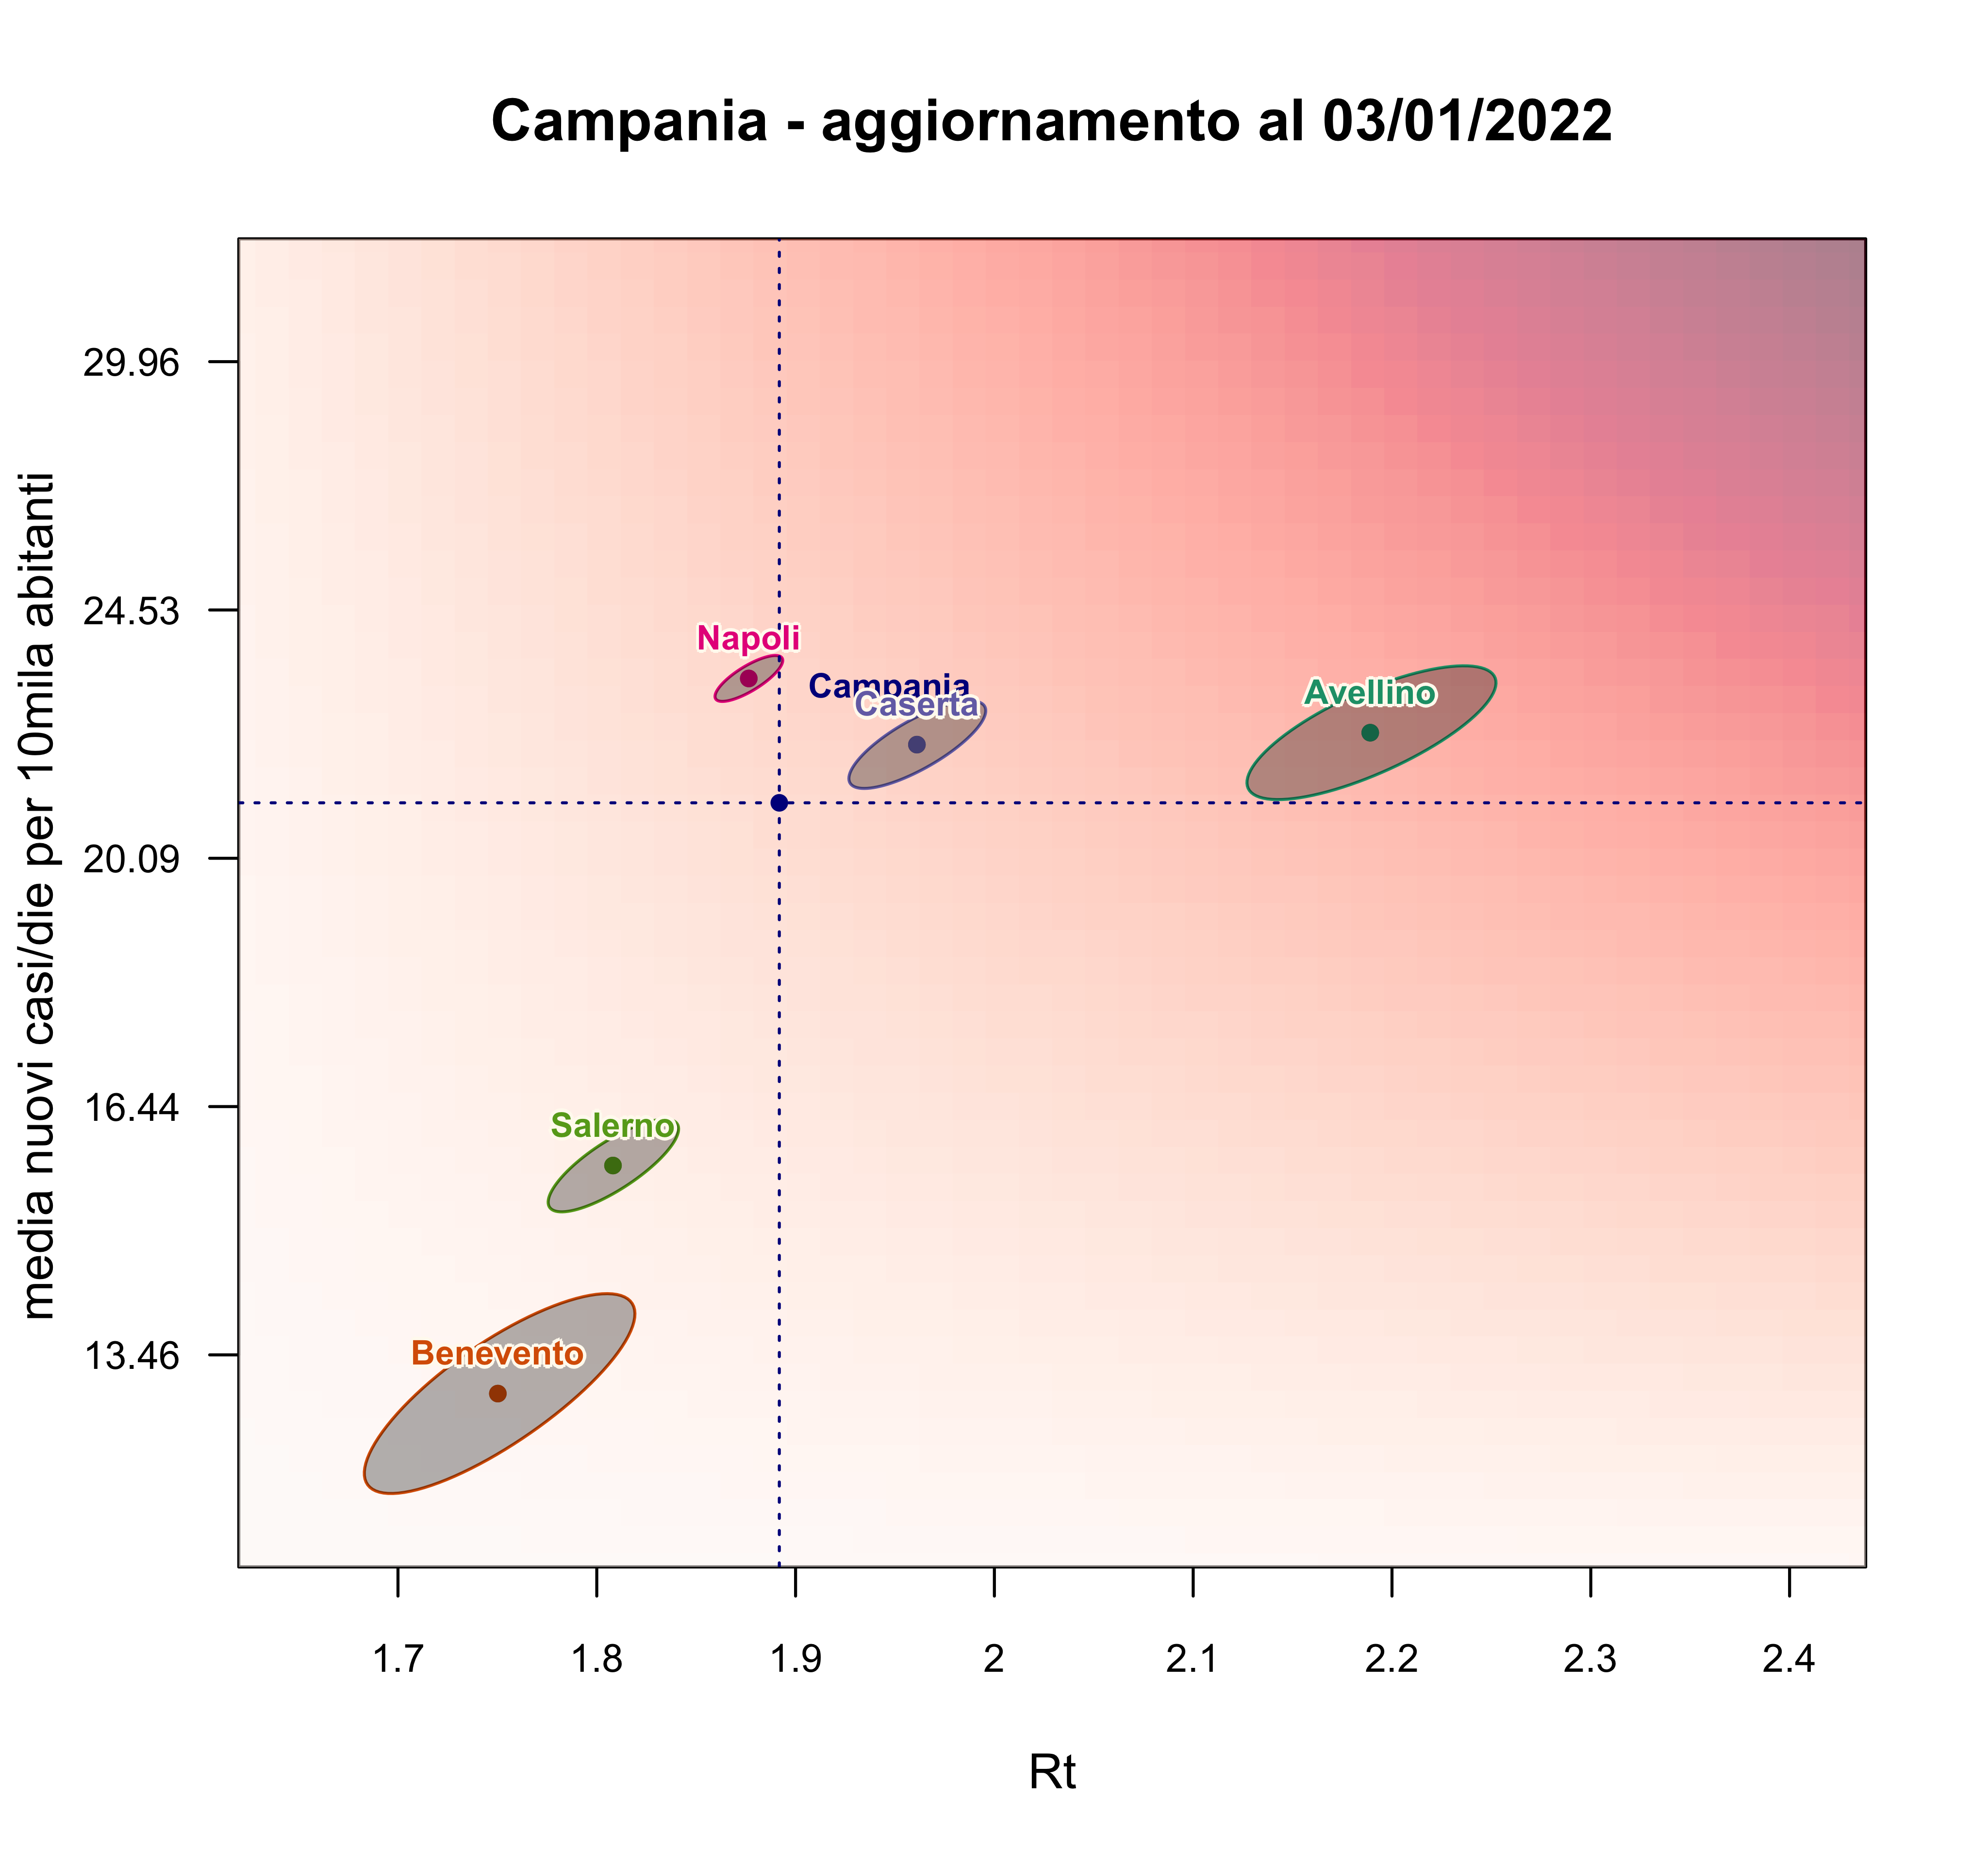 Campania - aggiornamento al 03/01/2022
media nuovi casi/die per 10mila abitanti
29.96
24.53
20.09
16.44
13.46
Napoli
Campania
Caserta
Avellino
Salerno
Benevento
1.7 1.8 1.9 2 2.1 2.2 2.3 2.4
Rt